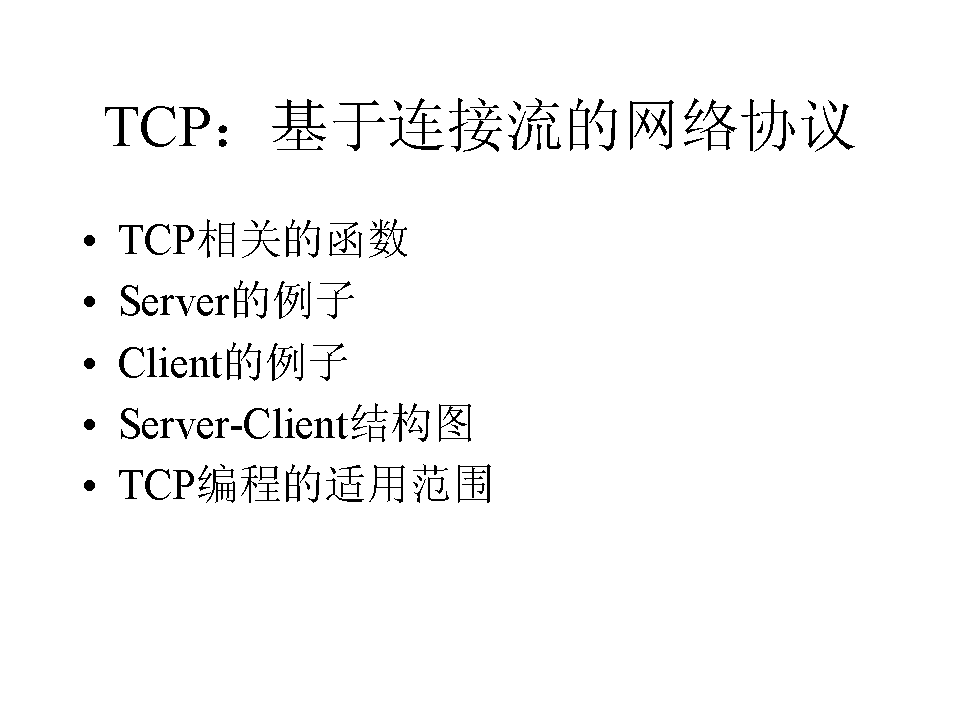 TCP：基于连接流的网络协议
• TCP相关的函数
• Server的例子
• Client的例子
• Server-Client结构图
• TCP编程的适用范围